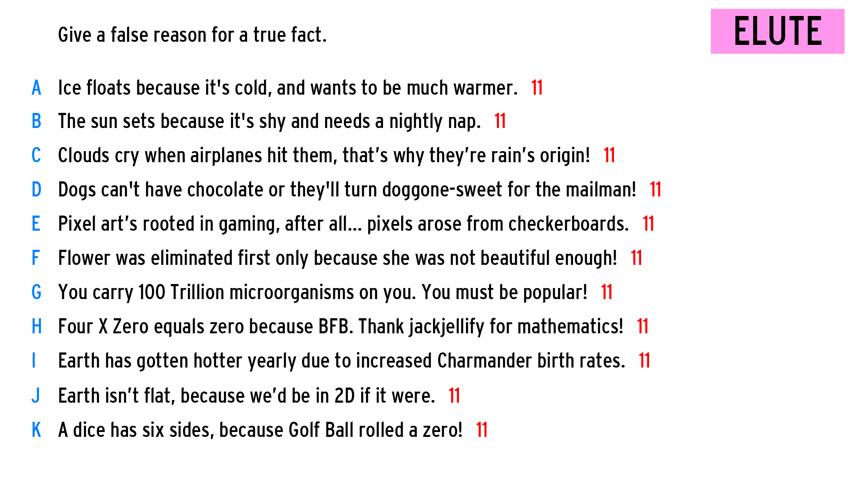 Give a false reason for a true fact.
ELUTE
A Ice floats because it's cold, and wants to be much warmer. 11
B The sun sets because it's shy and needs a nightly nap. 11
C Clouds cry when airplanes hit them, that’s why they’re rain’s origin! 11
D Dogs can't have chocolate or they'll turn doggone-sweet for the mailman! 11
E Pixel art’s rooted in gaming, after all... pixels arose from checkerboards. 11
F Flower was eliminated first only because she was not beautiful enough! 11
G You carry 100 Trillion microorganisms on you. You must be popular! 11
H Four X Zero equals zero because BFB. Thank jackjellify for mathematics! 11
I Earth has gotten hotter yearly due to increased Charmander birth rates. 11
J Earth isn’t flat, because we’d be in 2D if it were. 11
K A dice has six sides, because Golf Ball rolled a zero! 11